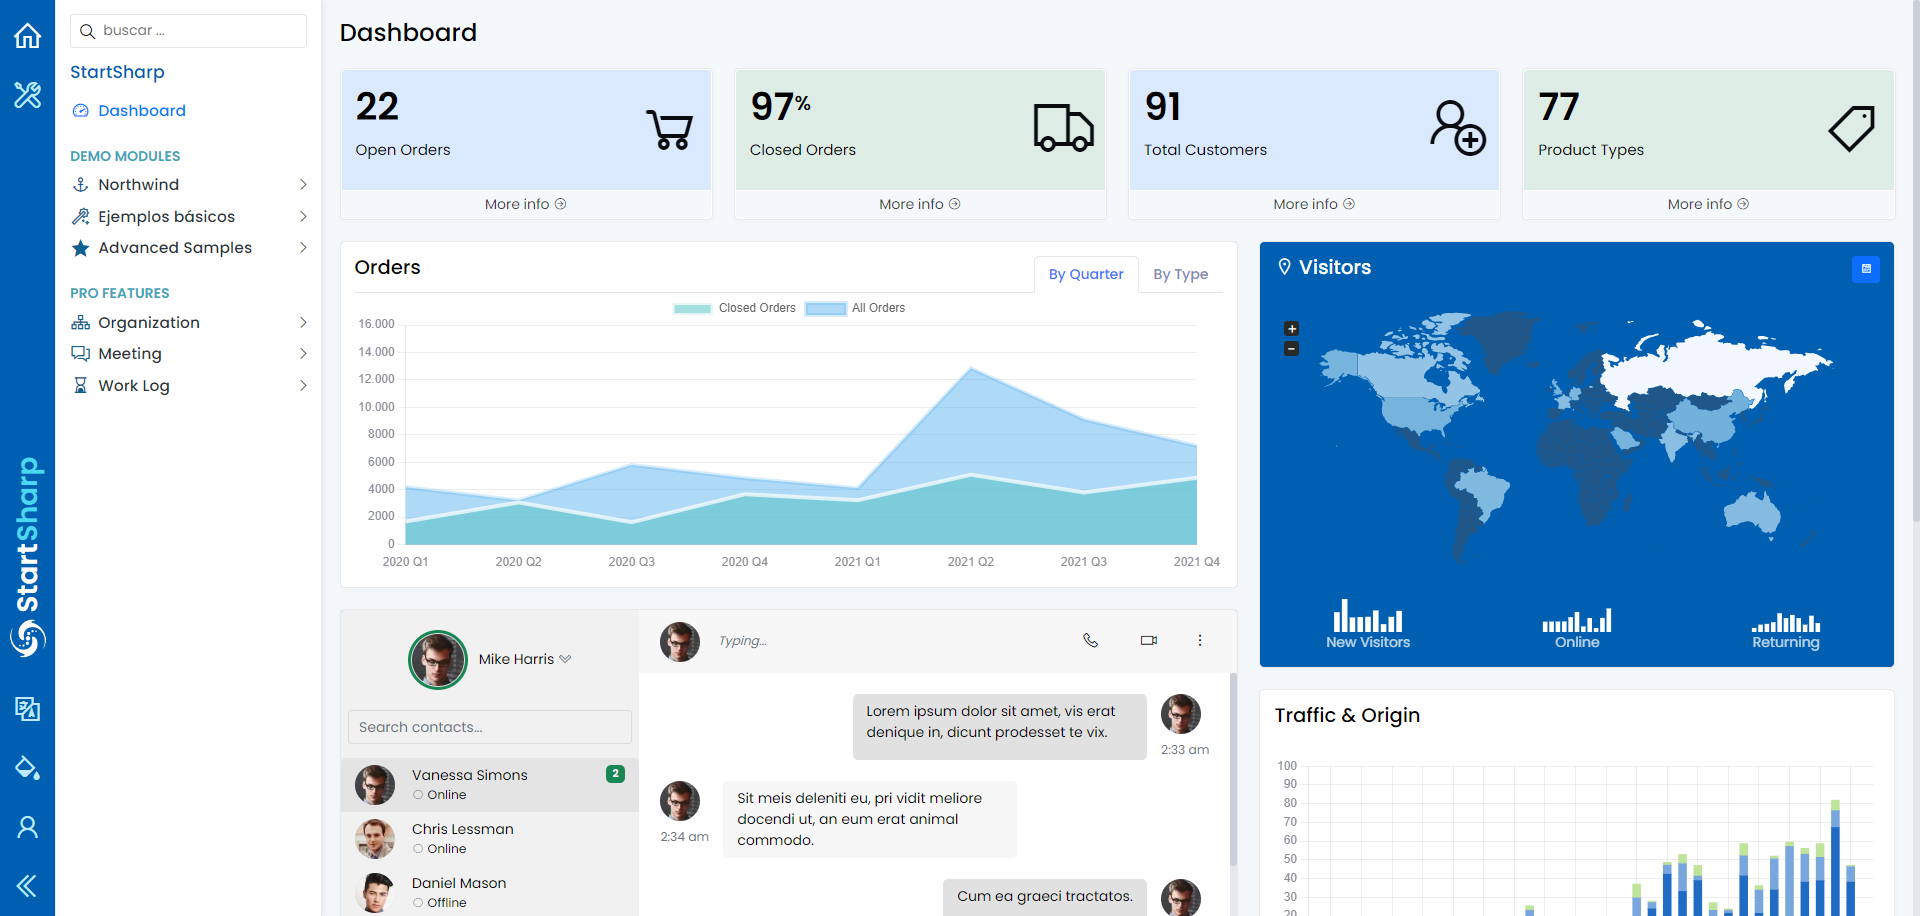 buscar ...
StartSharp
Dashboard
DEMO MODULES
Northwind
Ejemplos básicos
Advanced Samples
PRO FEATURES
Organization
Meeting
Work Log
StartSharp
Dashboard
22
Open Orders
More info
97%
Closed Orders
More info
91
Total Customers
More info
77
Product Types
More info
Orders
By Quarter
By Type
Closed Orders
All Orders
16.000
14.000
12.000
10.000
8000
6000
4000
2000
0
2020 Q1
2020 Q2
2020 Q3
2020 Q4
2021 Q1
2021 Q2
2021 Q3
2021 Q4
Visitors
+
−
New Visitors
Online
Returning
Mike Harris
Search contacts...
Vanessa Simons
2
Online
Chris Lessman
Online
Daniel Mason
Offline
Typing...
Lorem ipsum dolor sit amet, vis erat
denique in, dicunt prodesset te vix.
2:33 am
Sit meis deleniti eu, pri vidit meliore
docendi ut, an eum erat animal
commodo.
2:34 am
Cum ea graeci tractatos.
Traffic & Origin
100
90
80
70
60
50
40
30
20